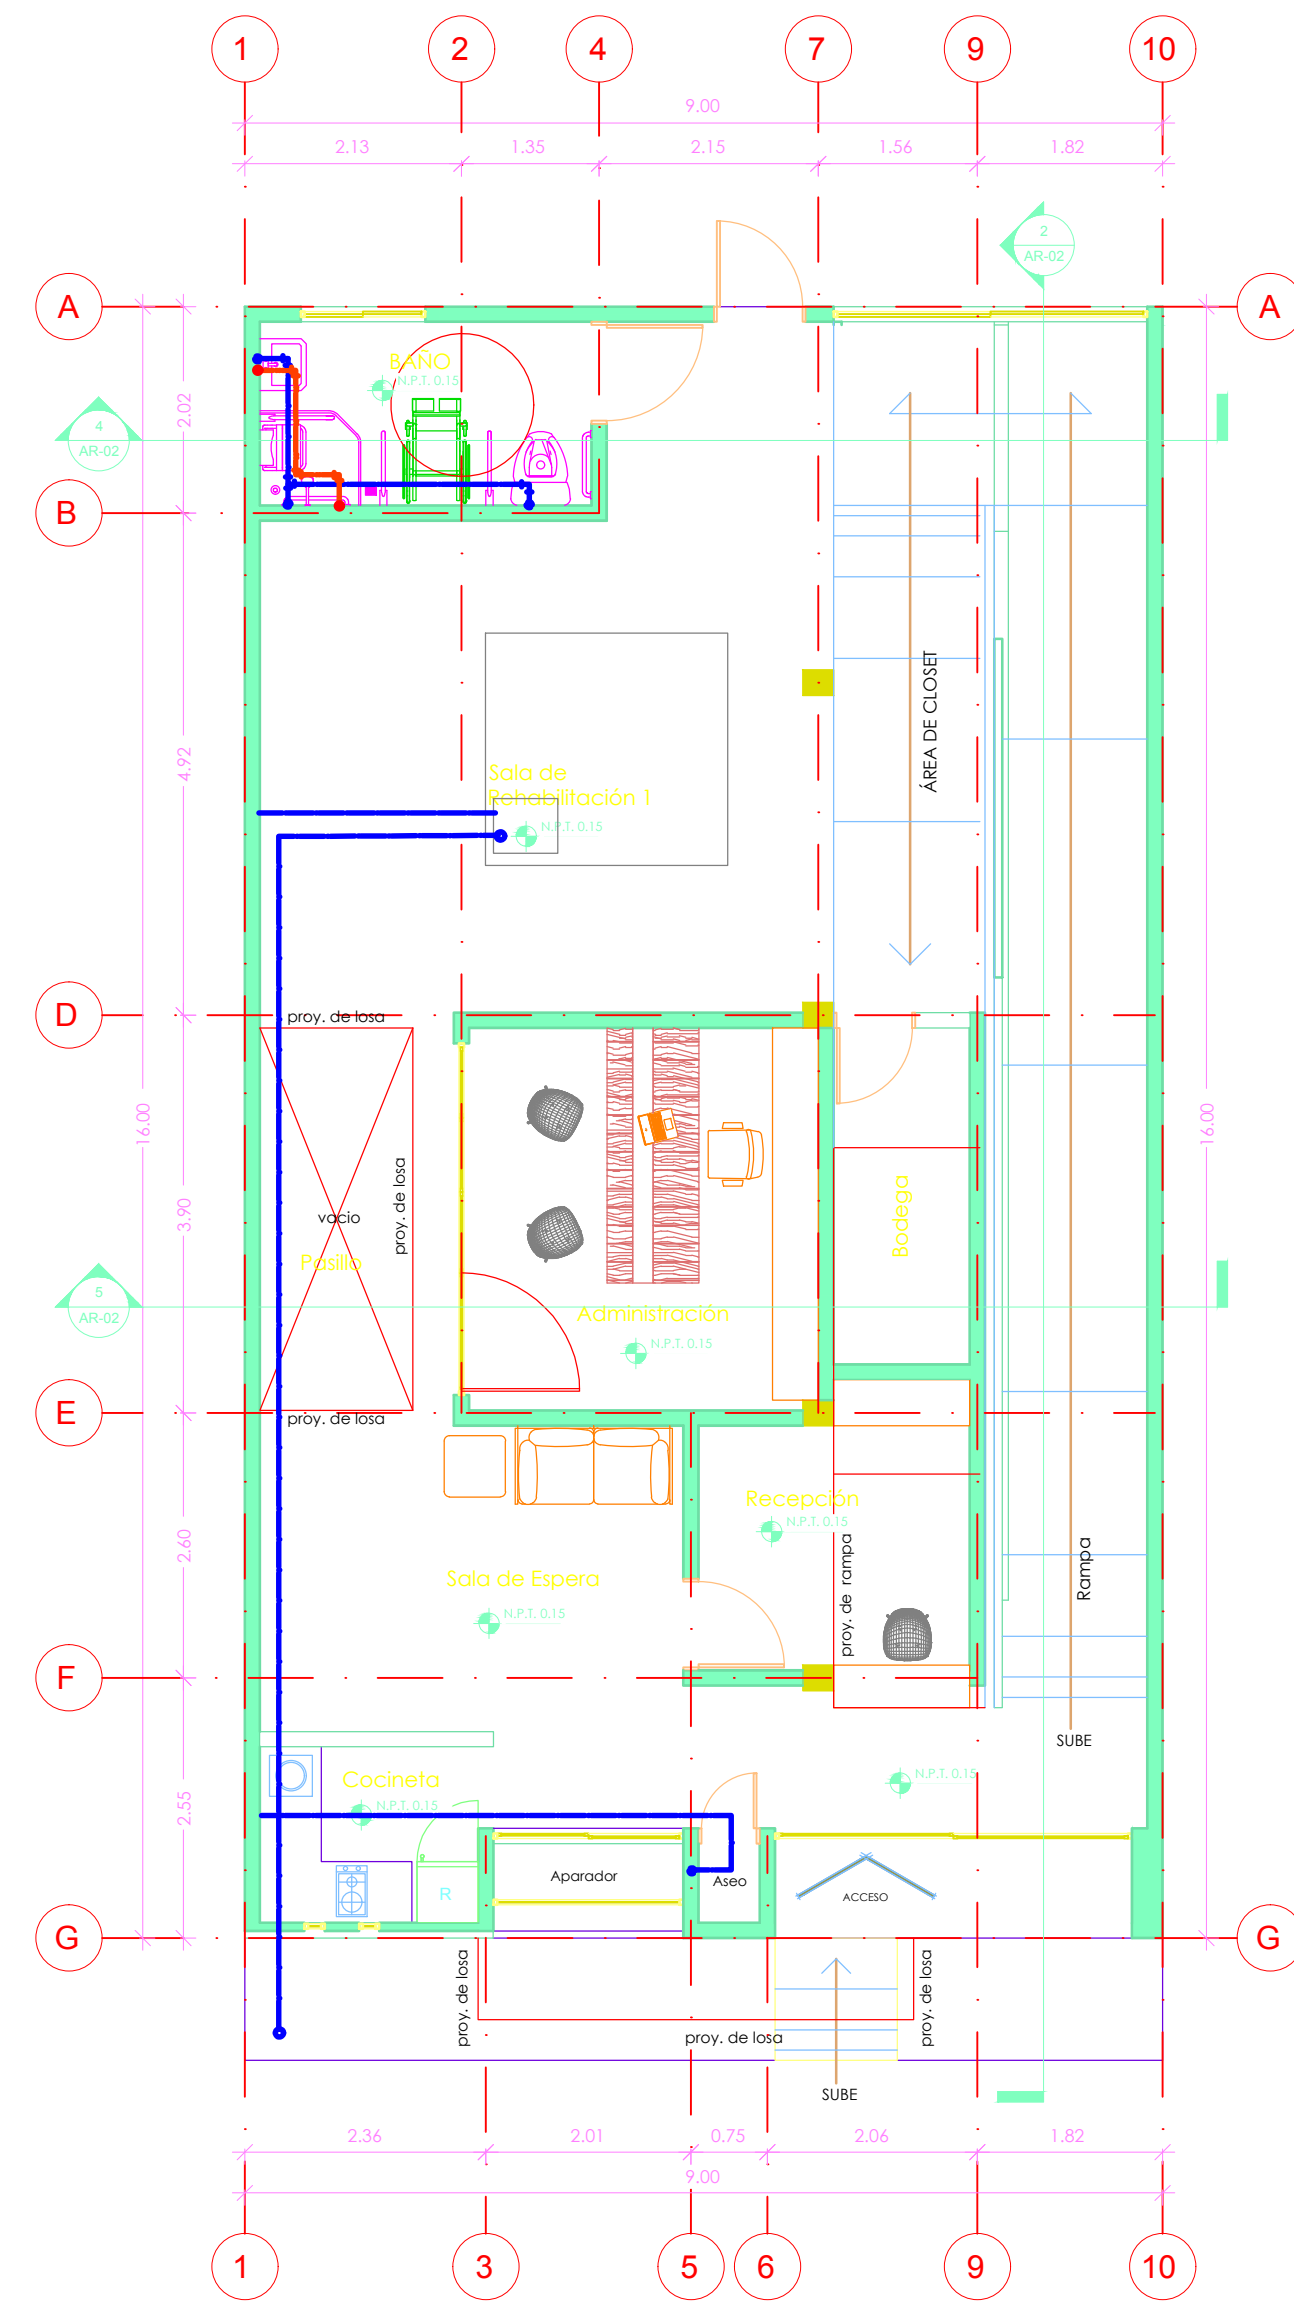 1 2 4 7 9 10
9.00
2.13 1.35 2.15 1.56 1.82
2
AR-02
A A
BAÑO
N.P.T. 0.15
2.02
4
AR-02
B
ÁREA DE CLOSET
4.92
Sala de
Rehabilitación 1
N.P.T. 0.15
D
proy. de losa
16.00
16.00
proy. de losa
3.90
vacio
Pasillo
Bodega
5
AR-02
Administración
N.P.T. 0.15
E
proy. de losa
Recepción
N.P.T. 0.15
2.60
proy. de rampa
Rampa
Sala de Espera
N.P.T. 0.15
F
SUBE
Cocineta
N.P.T. 0.15
N.P.T. 0.15
2.55
Aparador
Aseo
R
ACCESO
G G
proy. de losa
proy. de losa
proy. de losa
SUBE
2.36 2.01 0.75 2.06 1.82
9.00
1 3 5 6 9 10